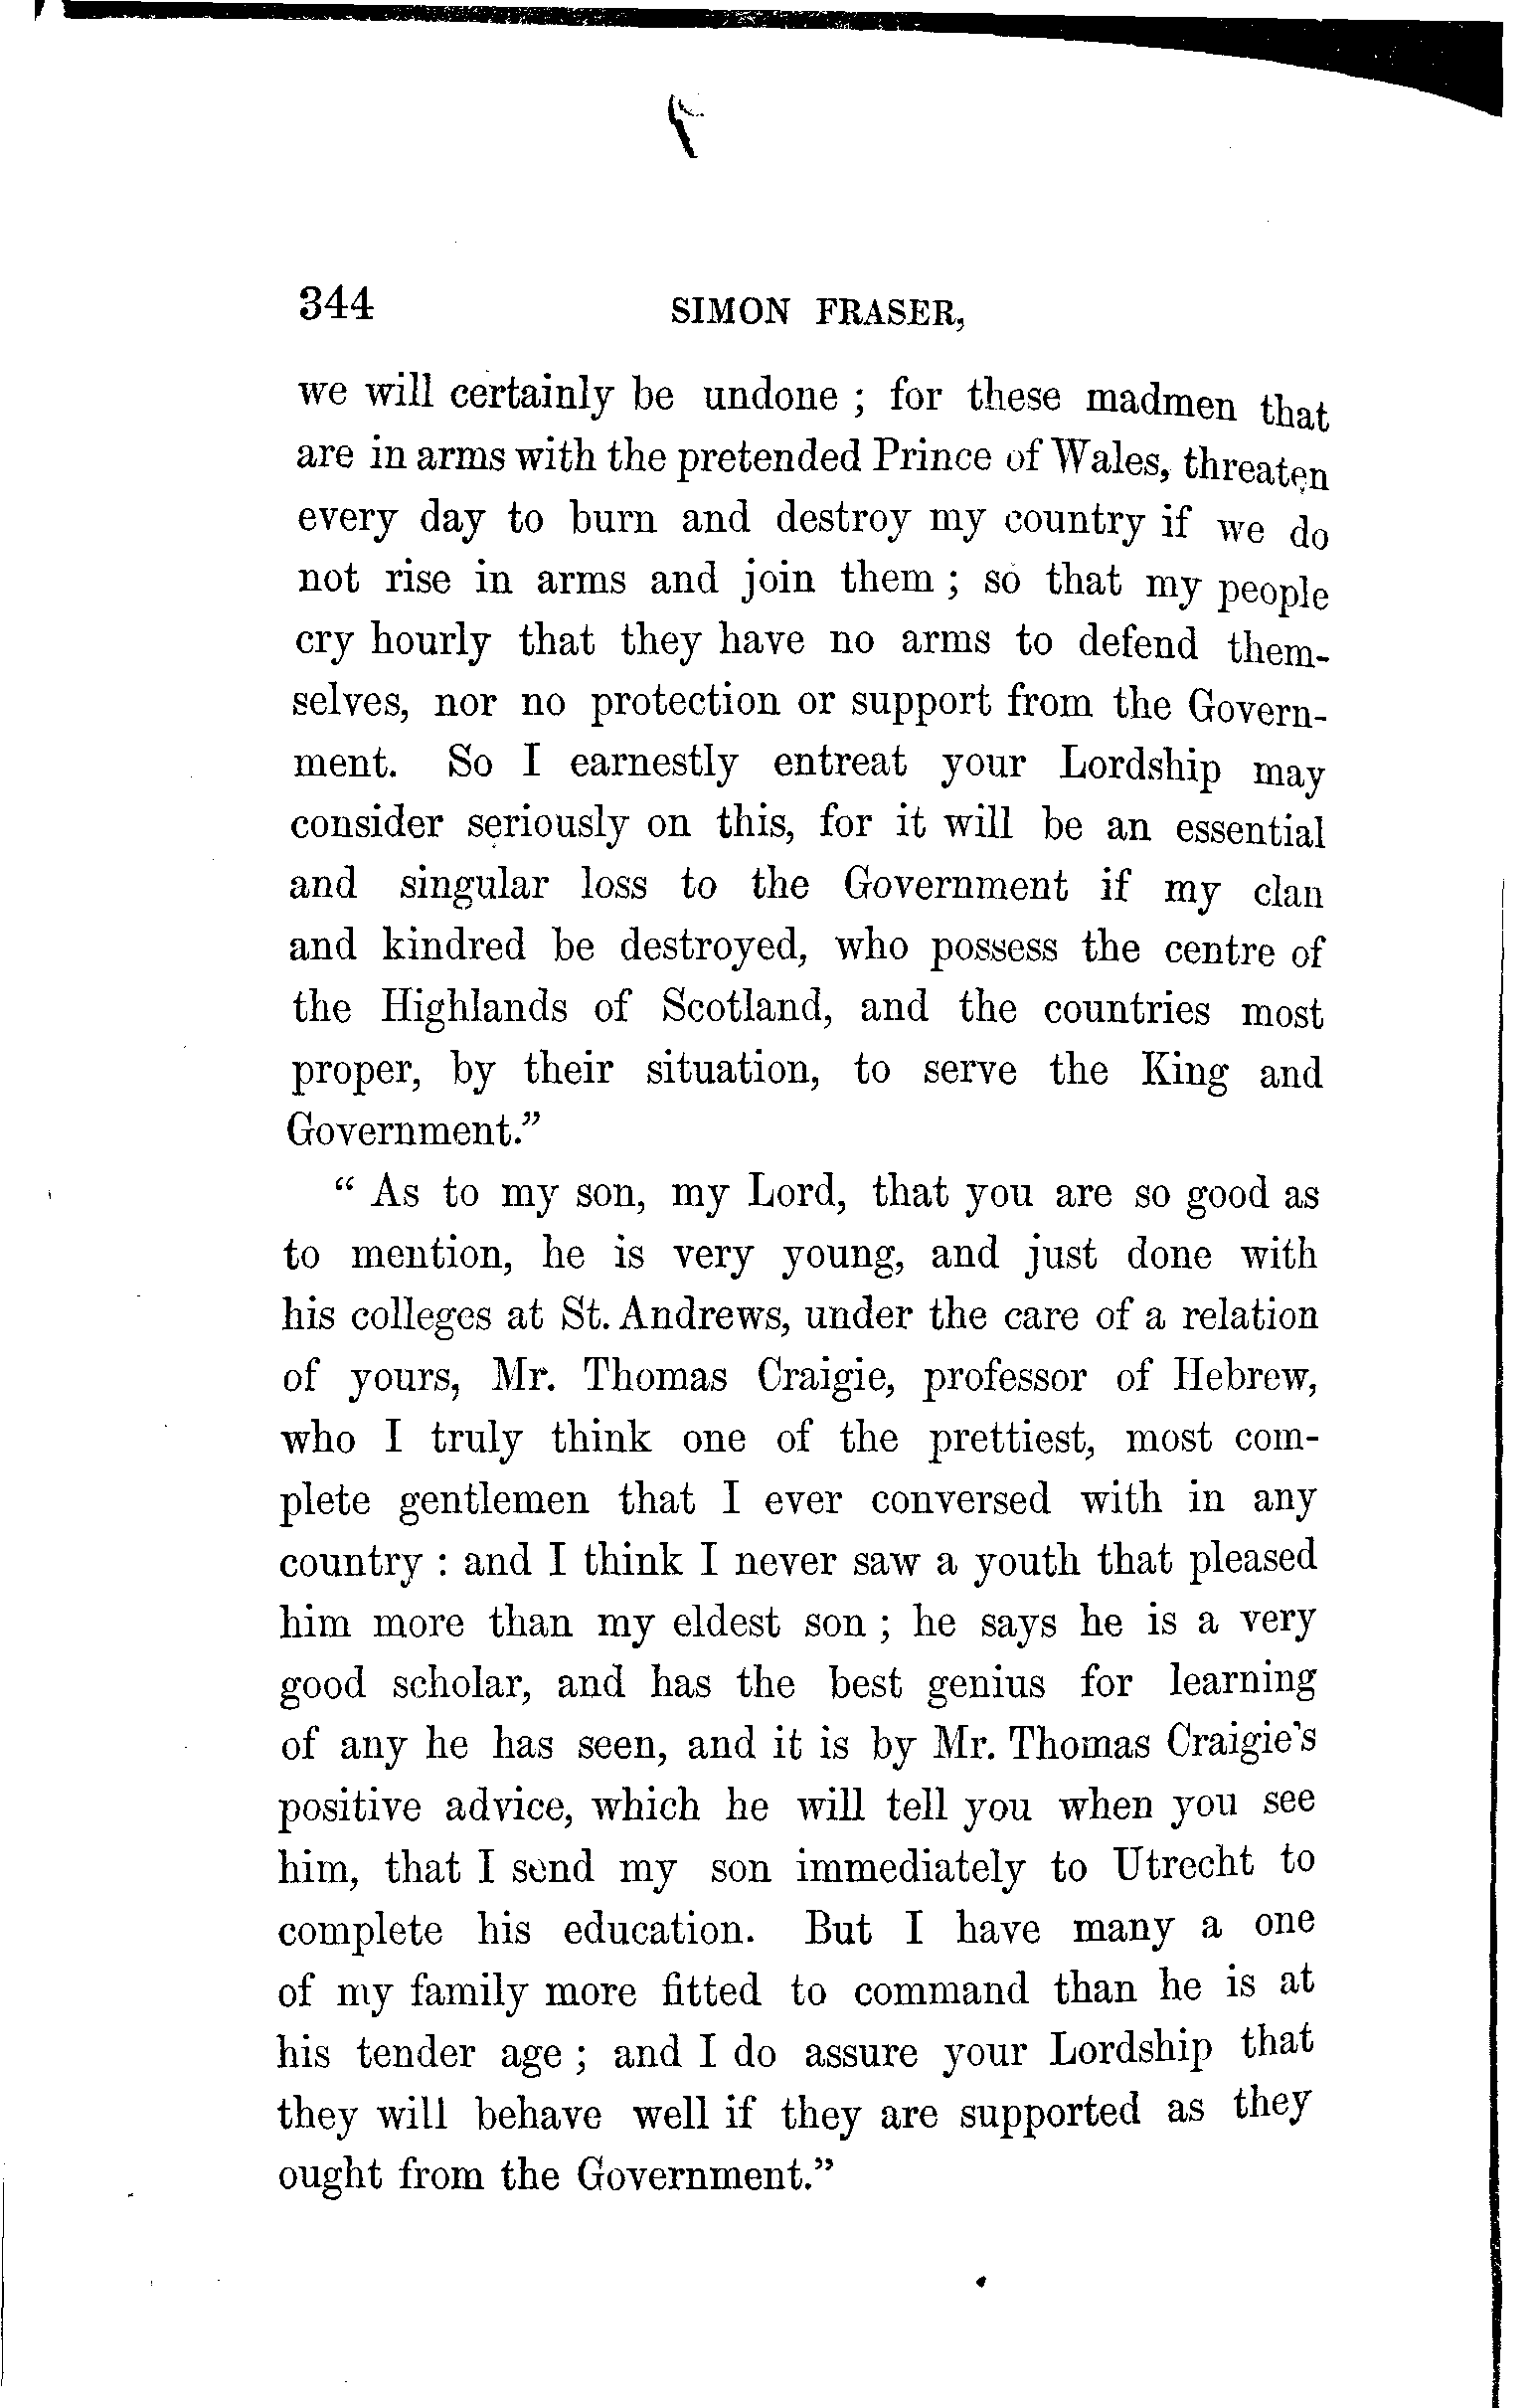 344 SIMON FRASER,
we will certainly be undone ; for these madmen that
are in arms with the pretended Prince of Wales, threaten
every day to burn and destroy my country if we do
not rise in arms and join them ; so that my people
cry hourly that they have no arms to defend them-
selves, nor no protection or support from the Govern-
ment. So I earnestly entreat your Lordship may
consider seriously on this, for it will be an essential
and singular loss to the Government if my clan
and kindred be destroyed, who possess the centre of
the Highlands of Scotland, and the countries most
proper, by their situation, to serve the King and
Government.”
“ As to my son, my Lord, that you are so good as
to mention, he is very young, and just done with
his colleges at St. Andrews, under the care of a relation
of yours, Mr. Thomas Craigie, professor of Hebrew,
who I truly think one of the prettiest, most com-
plete gentlemen that I ever conversed with in any
country : and I think I never saw a youth that pleased
him more than my eldest son ; he says he is a very
good scholar, and has the best genius for learning
of any he has seen, and it is by Mr. Thomas Craigie's
positive advice, which he will tell you when you see
him, that I send my son immediately to Utrecht to
complete his education. But I have many a one
of my family more fitted to command than he is at
his tender age ; and I do assure your Lordship that
they will behave well if they are supported as they
ought from the Government.”